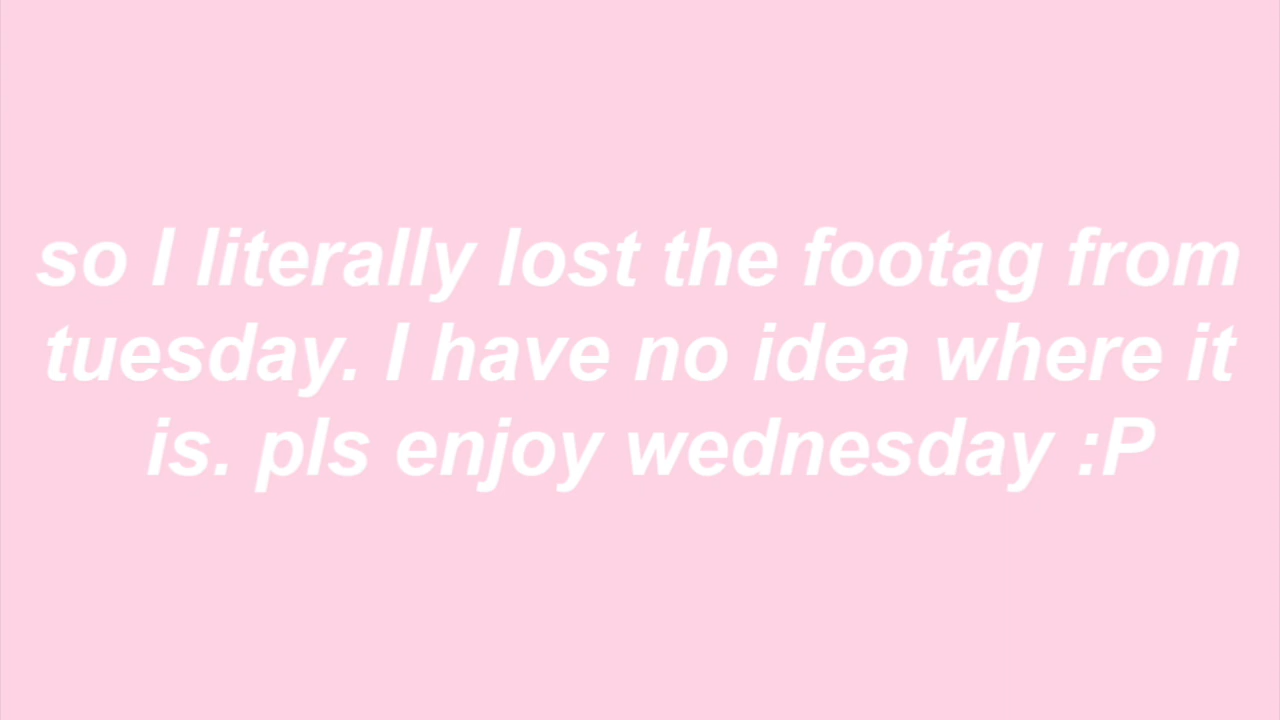 so I literally lost the footag from
tuesday. I have no idea where it
is. pls enjoy wednesday :P